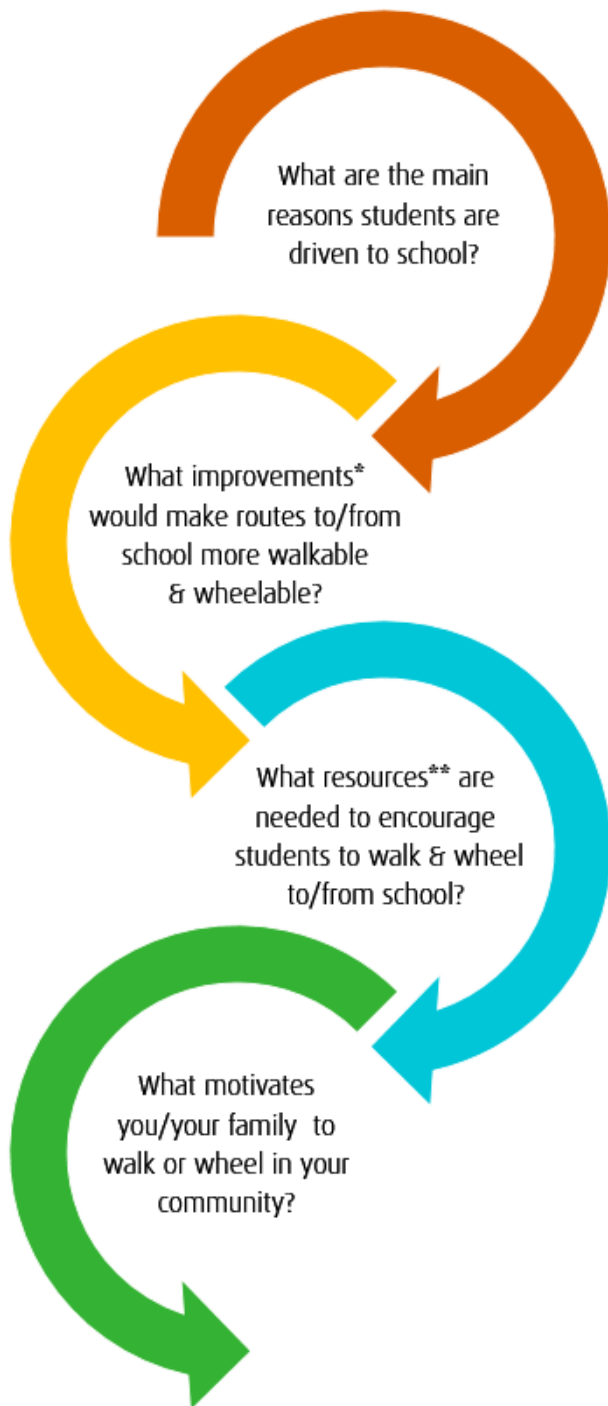 What are the main
reasons students are
driven to school?
What improvements*
would make routes to/from
school more walkable
& wheelable?
What resources** are
needed to encourage
students to walk & wheel
to/from school?
What motivates
you/your family  to
walk or wheel in your
community?